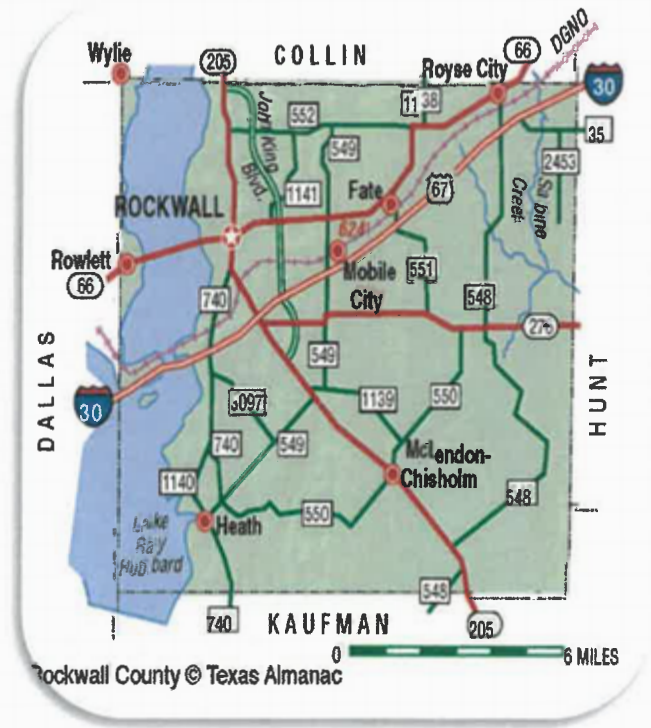 Wylie
205
COLLIN
66
DGNO
Royse City
30
552
11 38
John King
Blvd.
549
35
2453
67
1141
Fate
Sabine
Creek
ROCKWALL
Rowlett
66
Mobile
City
551
548
740
276
DALLAS
HUNT
549
30
3097
1139
550
740
549
McLendon-
Chisholm
1140
548
550
Heath
Lake
Ray
Hubbard
548
740
KAUFMAN
205
0
6 MILES
Rockwall County © Texas Almanac